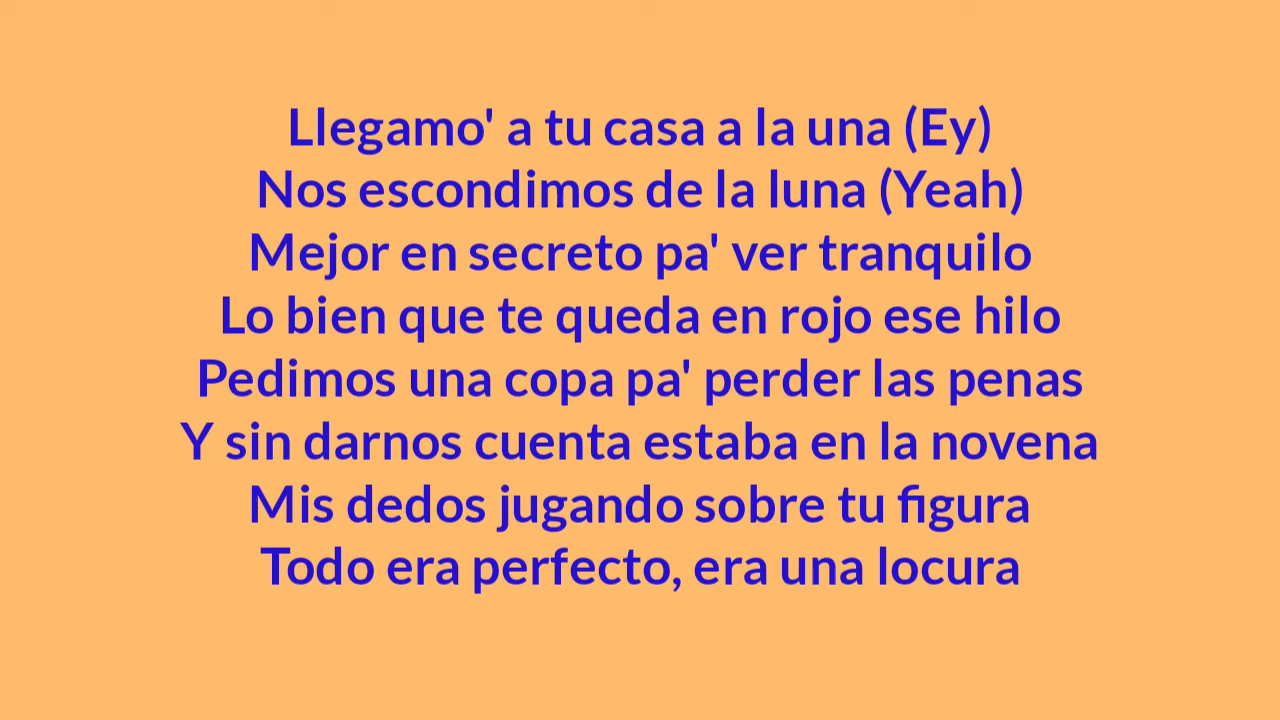 Llegamo' a tu casa a la una (Ey)
Nos escondimos de la luna (Yeah)
Mejor en secreto pa' ver tranquilo
Lo bien que te queda en rojo ese hilo
Pedimos una copa pa' perder las penas
Y sin darnos cuenta estaba en la novena
Mis dedos jugando sobre tu figura
Todo era perfecto, era una locura